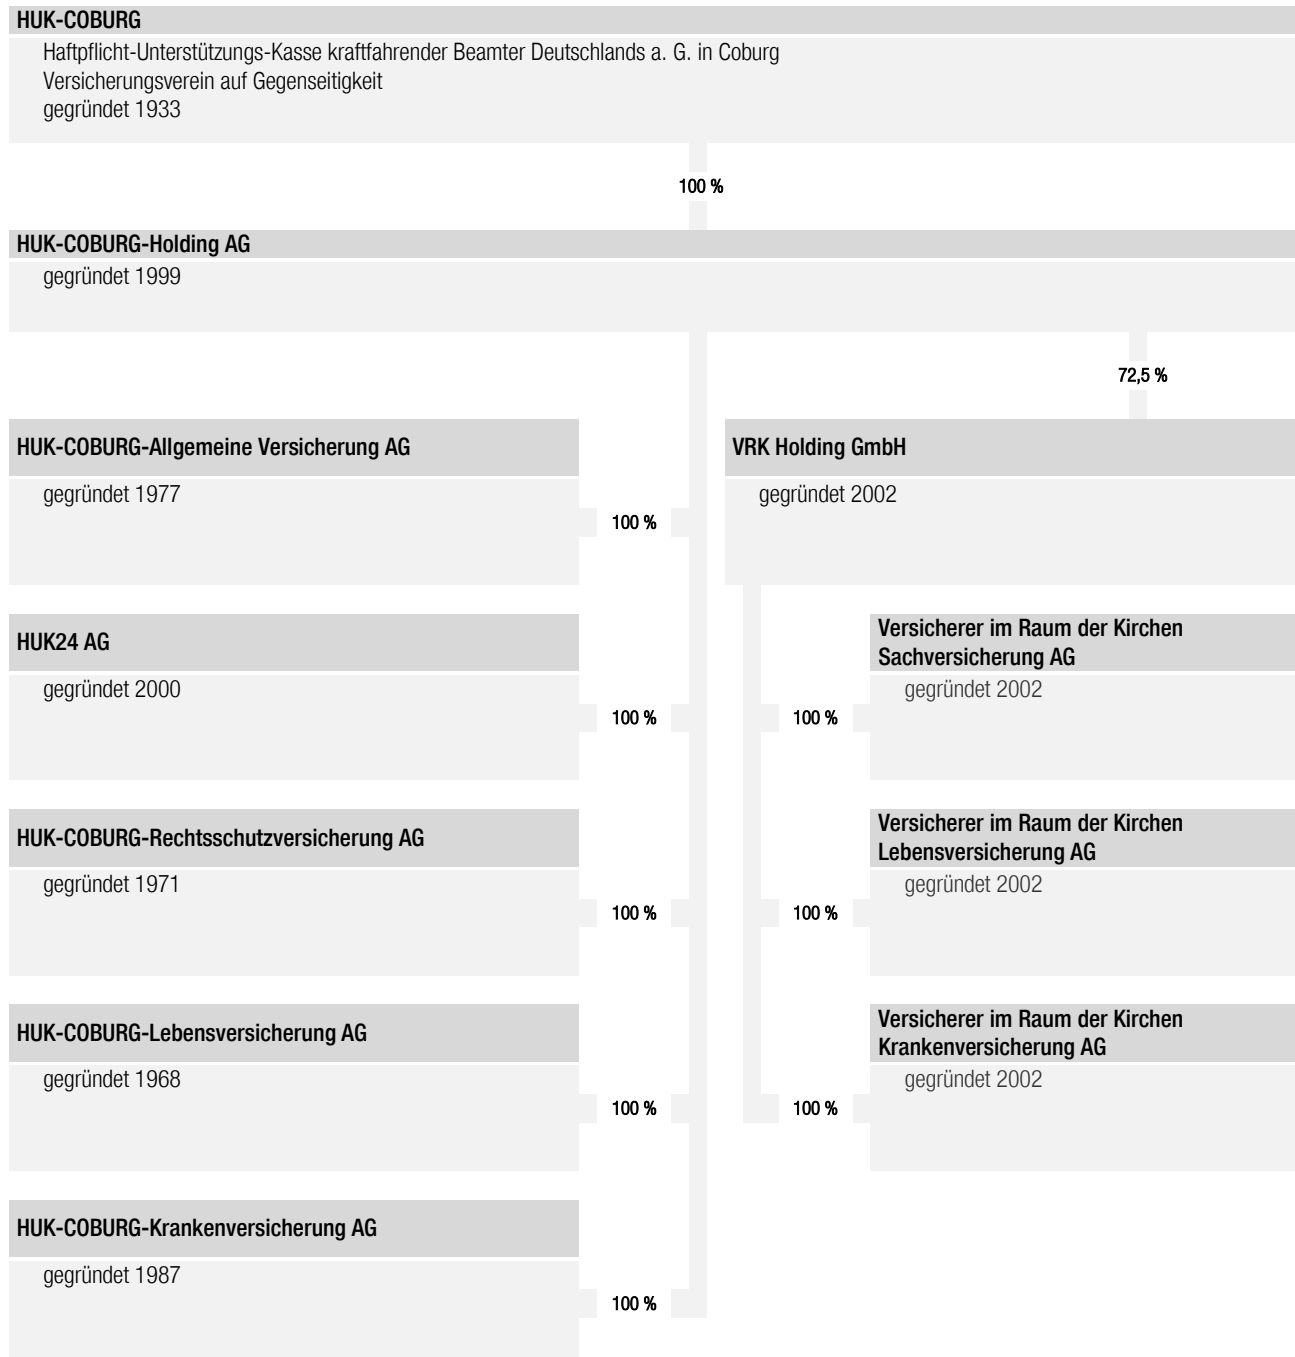 HUK-COBURG
Haftpflicht-Unterstützungs-Kasse kraftfahrender Beamter Deutschlands a. G. in Coburg
Versicherungsverein auf Gegenseitigkeit
gegründet 1933
100 %
HUK-COBURG-Holding AG
gegründet 1999
72,5 %
HUK-COBURG-Allgemeine Versicherung AG
gegründet 1977
100 %
VRK Holding GmbH
gegründet 2002
HUK24 AG
gegründet 2000
100 %
Versicherer im Raum der Kirchen
Sachversicherung AG
gegründet 2002
100 %
HUK-COBURG-Rechtsschutzversicherung AG
gegründet 1971
100 %
Versicherer im Raum der Kirchen
Lebensversicherung AG
gegründet 2002
100 %
HUK-COBURG-Lebensversicherung AG
gegründet 1968
100 %
Versicherer im Raum der Kirchen
Krankenversicherung AG
gegründet 2002
100 %
HUK-COBURG-Krankenversicherung AG
gegründet 1987
100 %